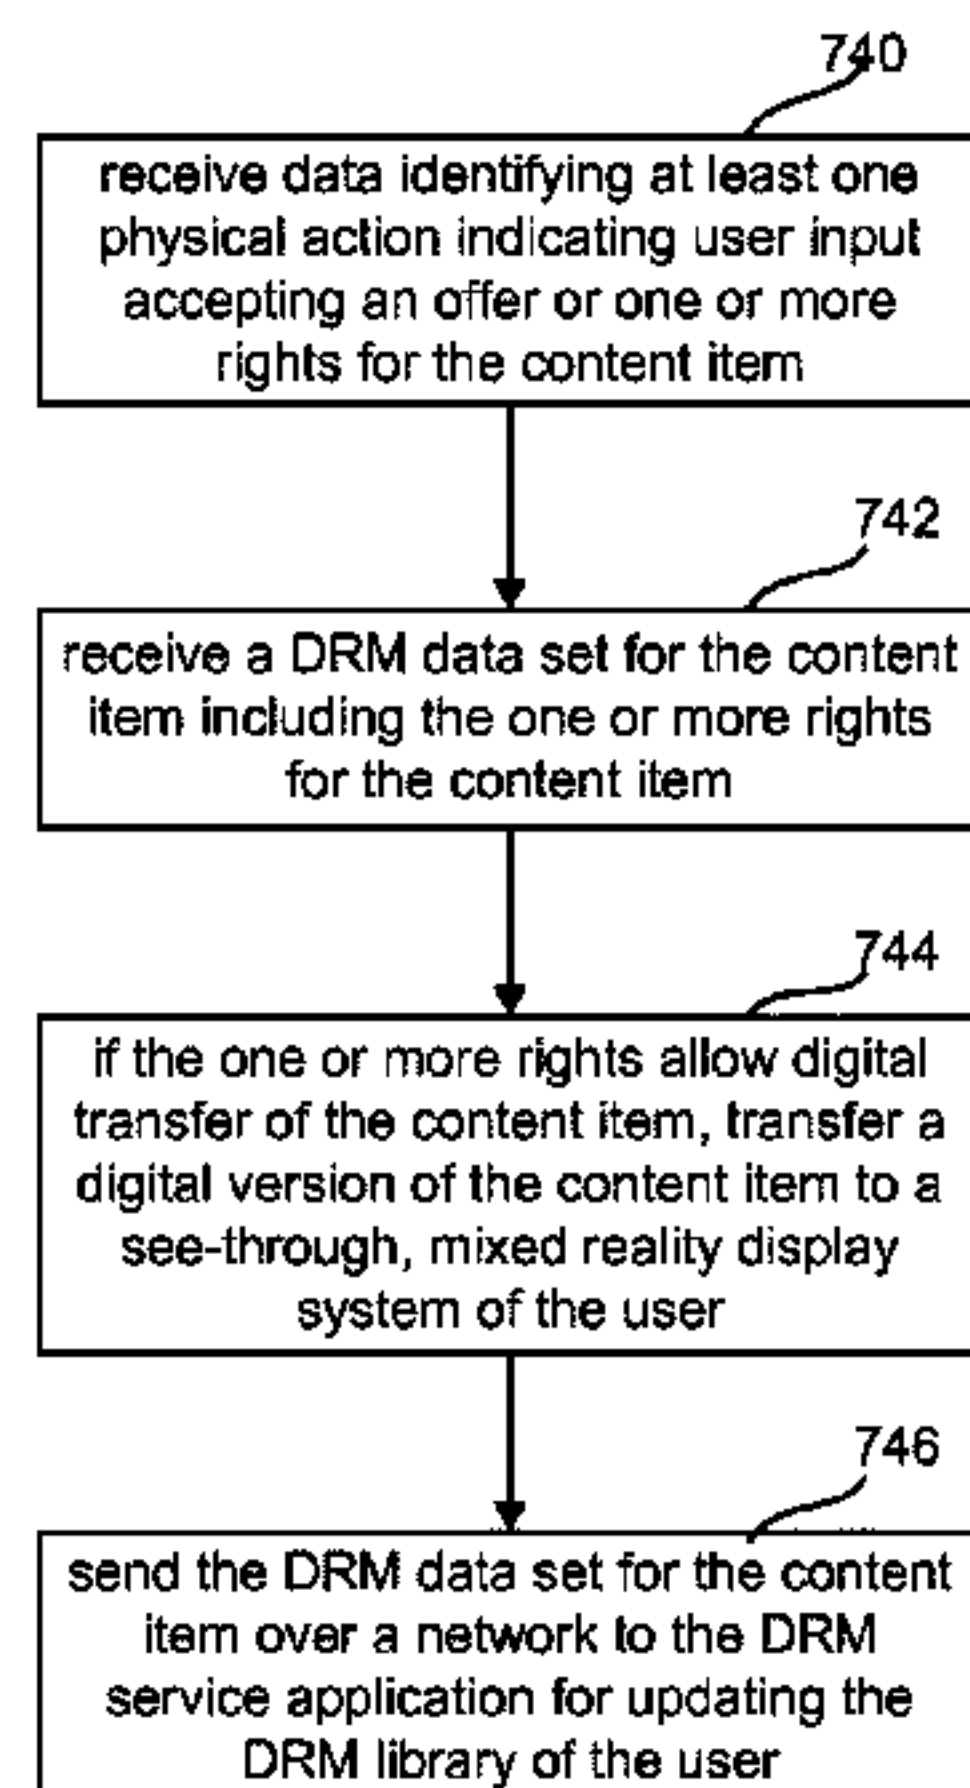 740
receive data identifying at least one
physical action indicating user input
accepting an offer or one or more
rights for the content item
742
receive a DRM data set for the content
item including the one or more rights
for the content item
744
if the one or more rights allow digital
transfer of the content item, transfer a
digital version of the content item to a
see-through, mixed reality display
system of the user
746
send the DRM data set for the content
item over a network to the DRM
service application for updating the
DRM library of the user